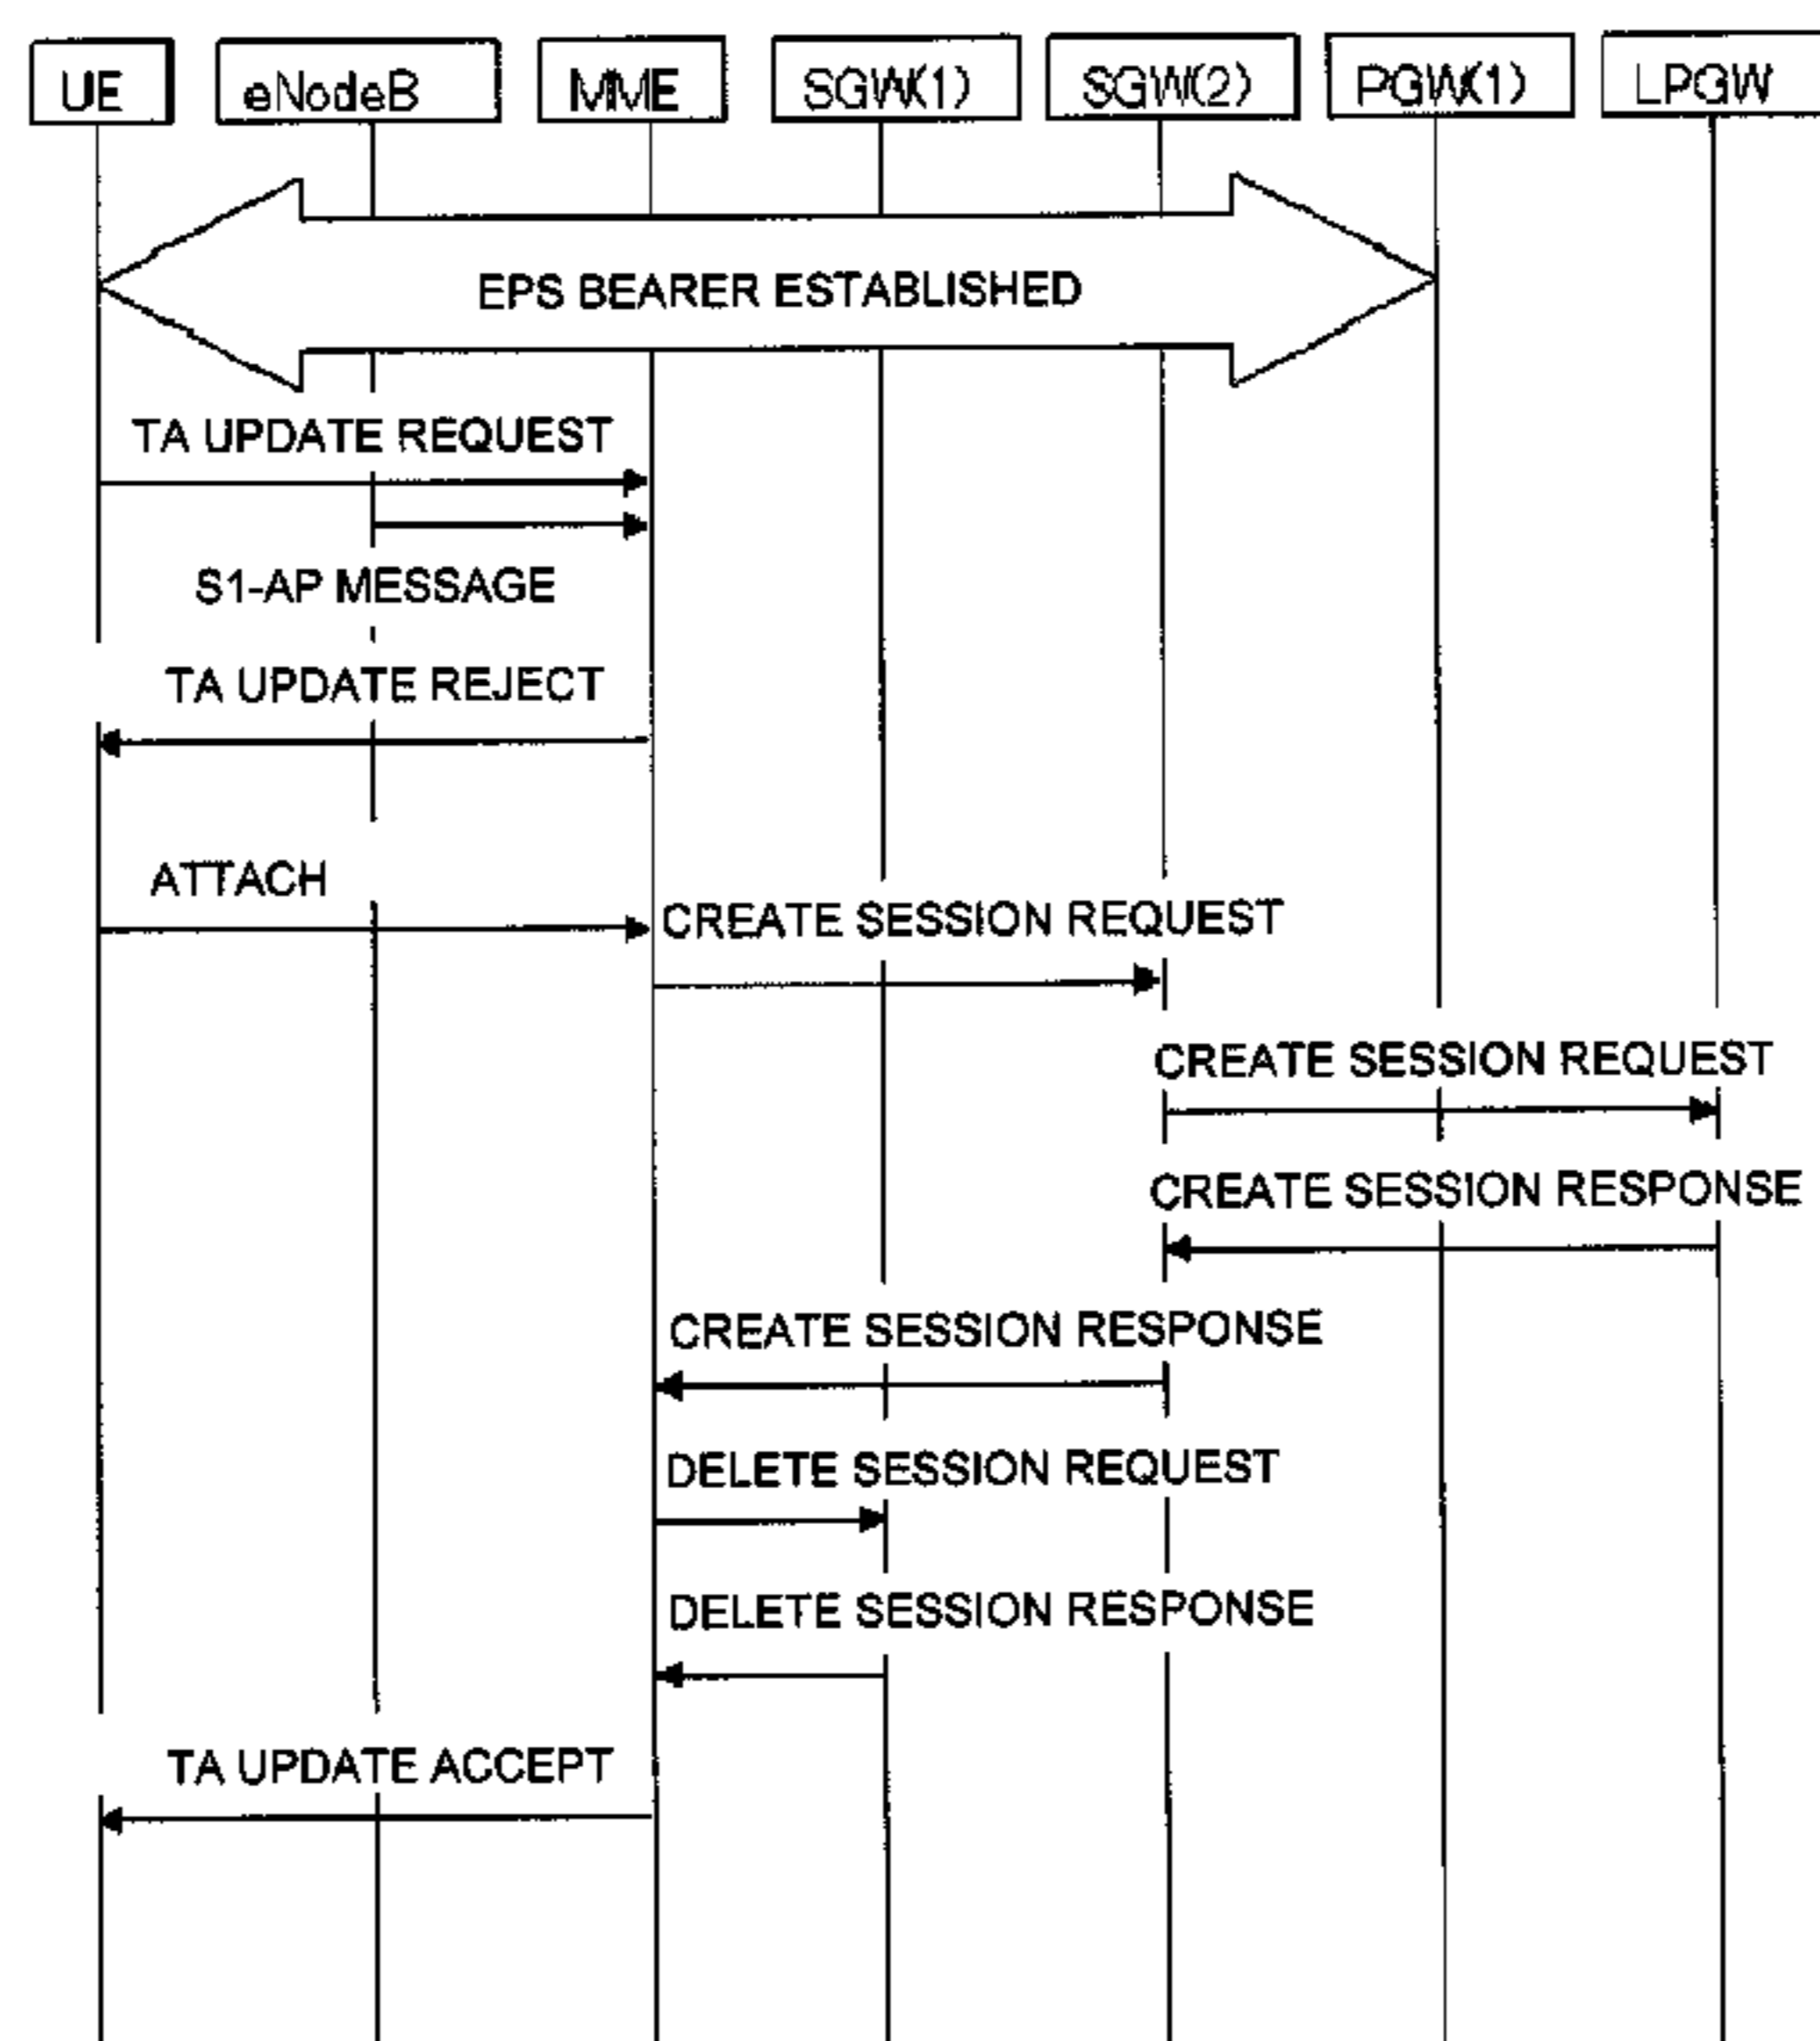 UE eNodeB MME SGW(1) SGW(2) PGW(1) LPGW
EPS BEARER ESTABLISHED
TA UPDATE REQUEST
S1-AP MESSAGE
TA UPDATE REJECT
ATTACH
CREATE SESSION REQUEST
CREATE SESSION REQUEST
CREATE SESSION RESPONSE
CREATE SESSION RESPONSE
DELETE SESSION REQUEST
DELETE SESSION RESPONSE
TA UPDATE ACCEPT